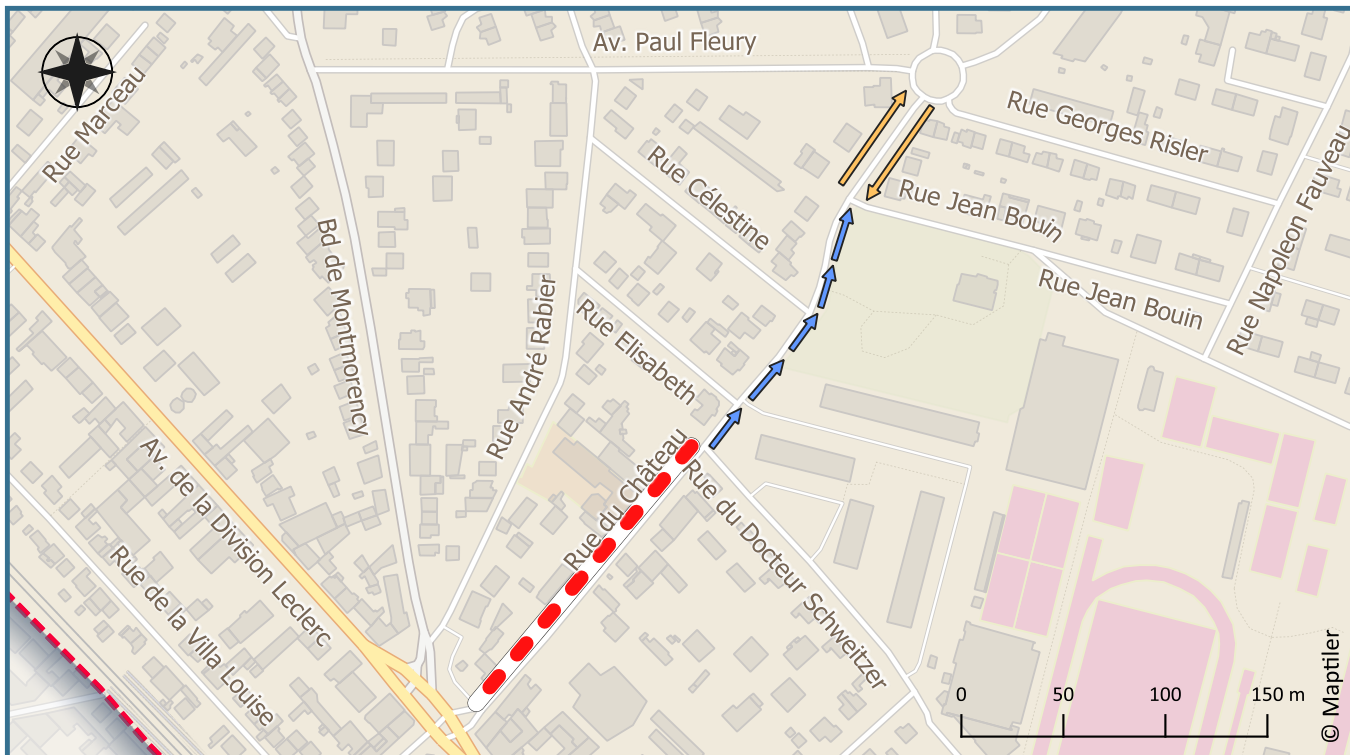 Av. Paul Fleury
Rue Marceau
Rue Georges Risler
Rue Célestine
Rue Jean Bouin
Rue Napoleon Fauveau
Bd de Montmorency
Rue André Rabier
Rue Elisabeth
Rue Jean Bouin
Av. de la Division Leclerc
Rue du Château
Rue du Docteur Schweitzer
Rue de la Villa Louise
0 50 100 150 m
© Maptiler